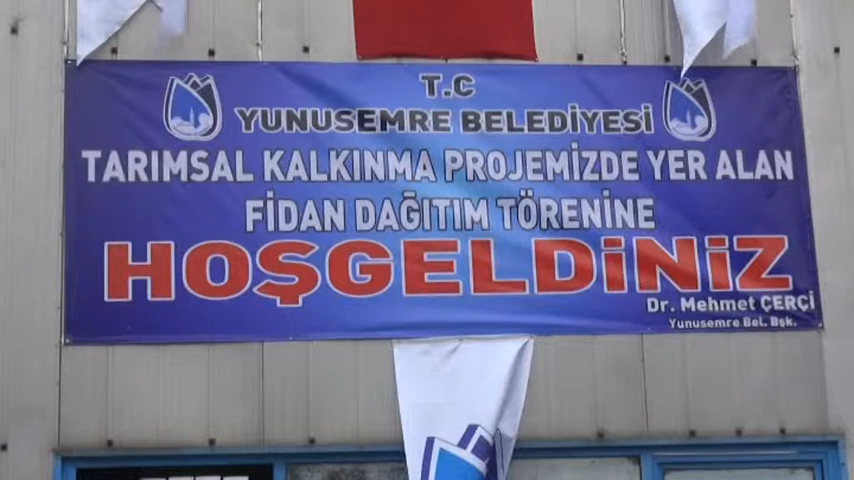 T.C
YUNUSEMRE BELEDİYESİ
TARIMSAL KALKINMA PROJEMİZDE YER ALAN
FİDAN DAĞITIM TÖRENİNE
HOŞGELDİNİZ
Dr. Mehmet ÇERÇİ
Yunusemre Bel. Bşk.